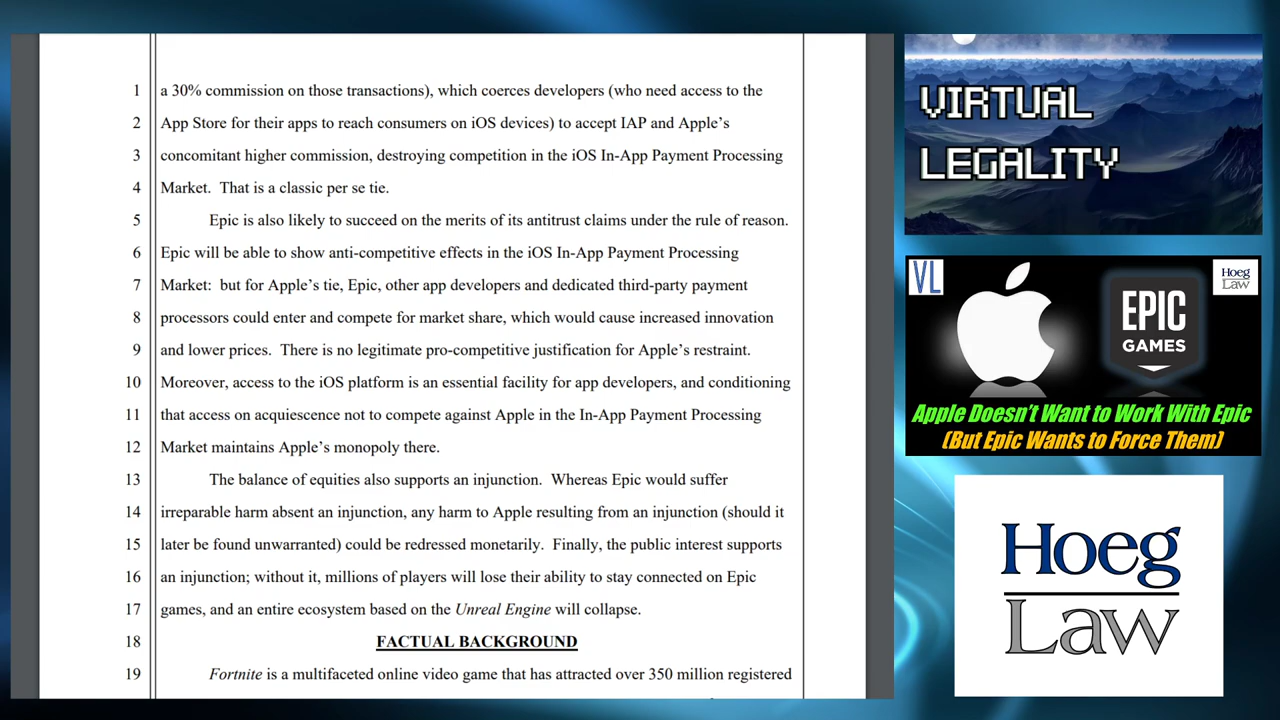 1 a 30% commission on those transactions), which coerces developers (who need access to the
2 App Store for their apps to reach consumers on iOS devices) to accept IAP and Apple's
3 concomitant higher commission, destroying competition in the iOS In-App Payment Processing
4 Market.  That is a classic per se tie.
5 Epic is also likely to succeed on the merits of its antitrust claims under the rule of reason.
6 Epic will be able to show anti-competitive effects in the iOS In-App Payment Processing
7 Market:  but for Apple's tie, Epic, other app developers and dedicated third-party payment
8 processors could enter and compete for market share, which would cause increased innovation
9 and lower prices.  There is no legitimate pro-competitive justification for Apple's restraint.
10 Moreover, access to the iOS platform is an essential facility for app developers, and conditioning
11 that access on acquiescence not to compete against Apple in the In-App Payment Processing
12 Market maintains Apple's monopoly there.
13 The balance of equities also supports an injunction.  Whereas Epic would suffer
14 irreparable harm absent an injunction, any harm to Apple resulting from an injunction (should it
15 later be found unwarranted) could be redressed monetarily.  Finally, the public interest supports
16 an injunction; without it, millions of players will lose their ability to stay connected on Epic
17 games, and an entire ecosystem based on the Unreal Engine will collapse.
18 FACTUAL BACKGROUND
19 Fortnite is a multifaceted online video game that has attracted over 350 million registered
VIRTUAL
LEGALITY
VL
Hoeg
Law
EPIC
GAMES
Apple Doesn't Want to Work With Epic
(But Epic Wants to Force Them)
Hoeg
Law